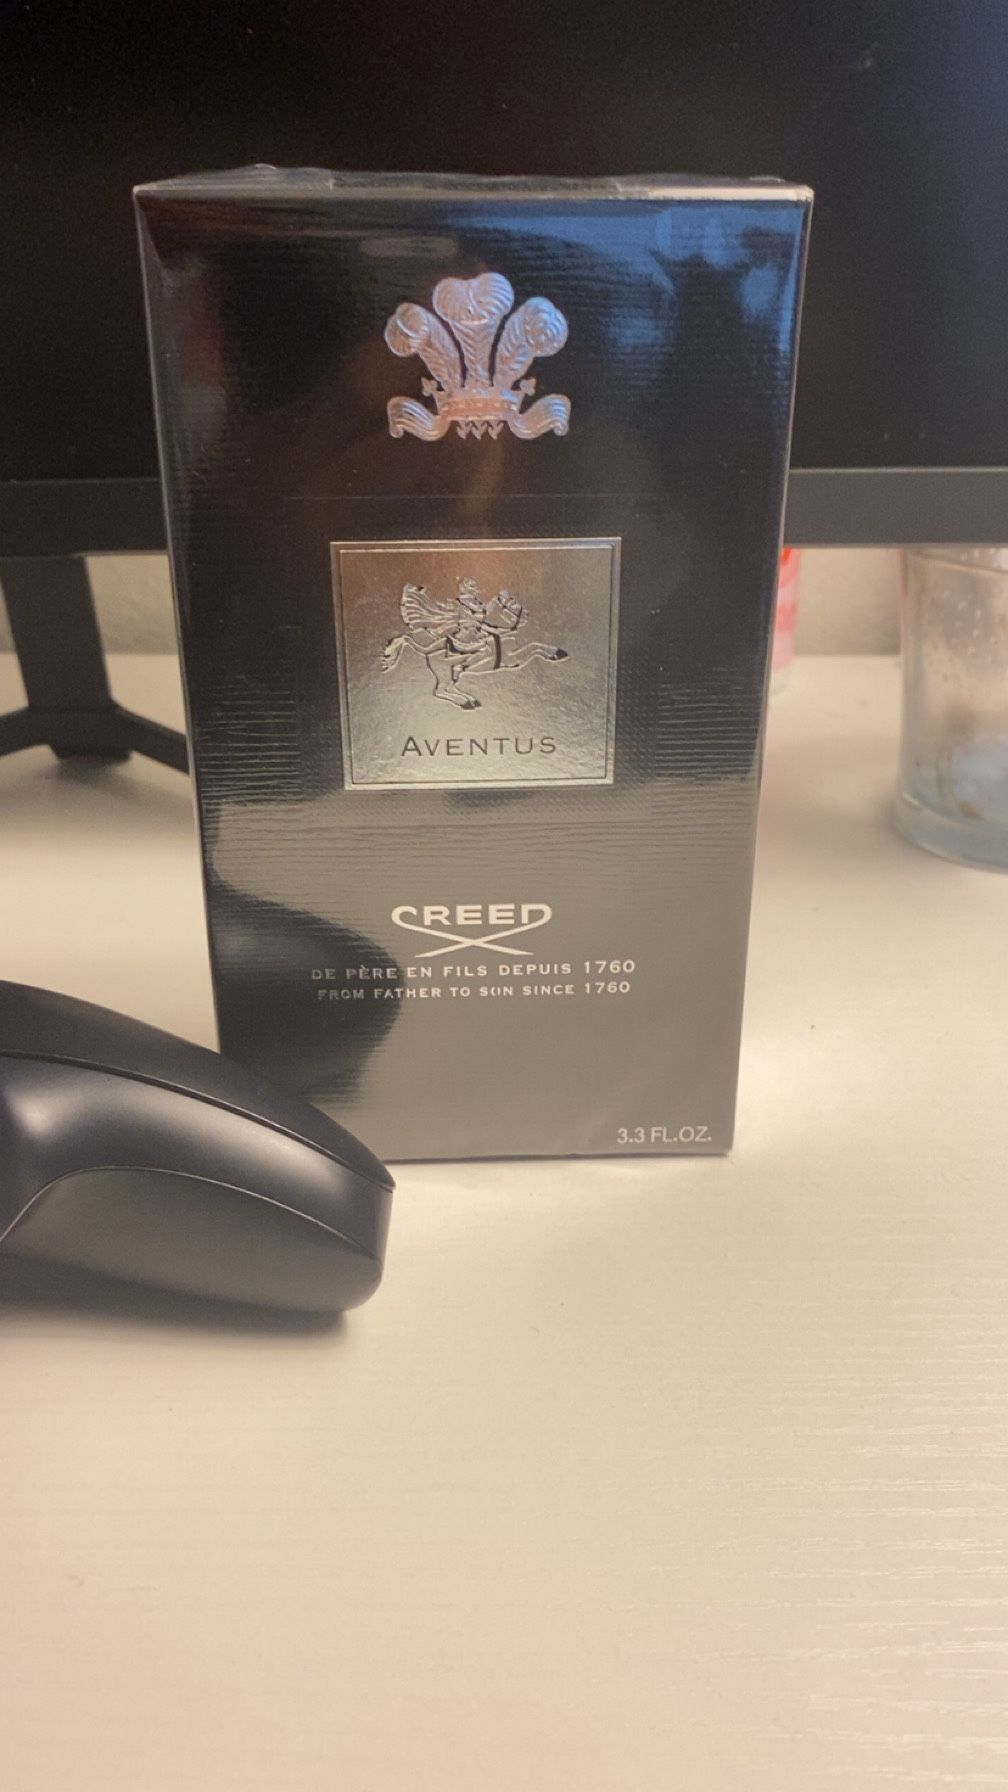 AVENTUS
CREED
DE PÈRE EN FILS DEPUIS 1760
FROM FATHER TO SON SINCE 1760
3.3 FL.OZ.